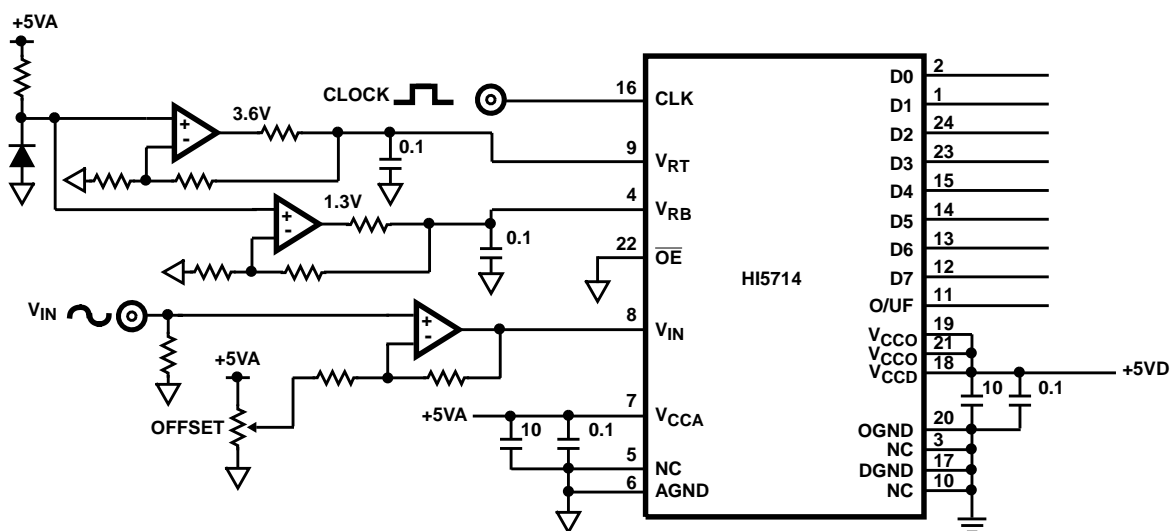 +5VA
3.6V
+
-
0.1
1.3V
+
-
0.1
CLOCK
V_IN
+
-
+5VA
OFFSET
+5VA
10
0.1
16 CLK
9 V_RT
4 V_RB
22 O̅E̅
8 V_IN
7 V_CCA
5 NC
6 AGND
HI5714
D0 2
D1 1
D2 24
D3 23
D4 15
D5 14
D6 13
D7 12
O/UF 11
V_CCO 19
V_CCO 21
V_CCD 18
+5VD
10
0.1
OGND 20
NC 3
DGND 17
NC 10